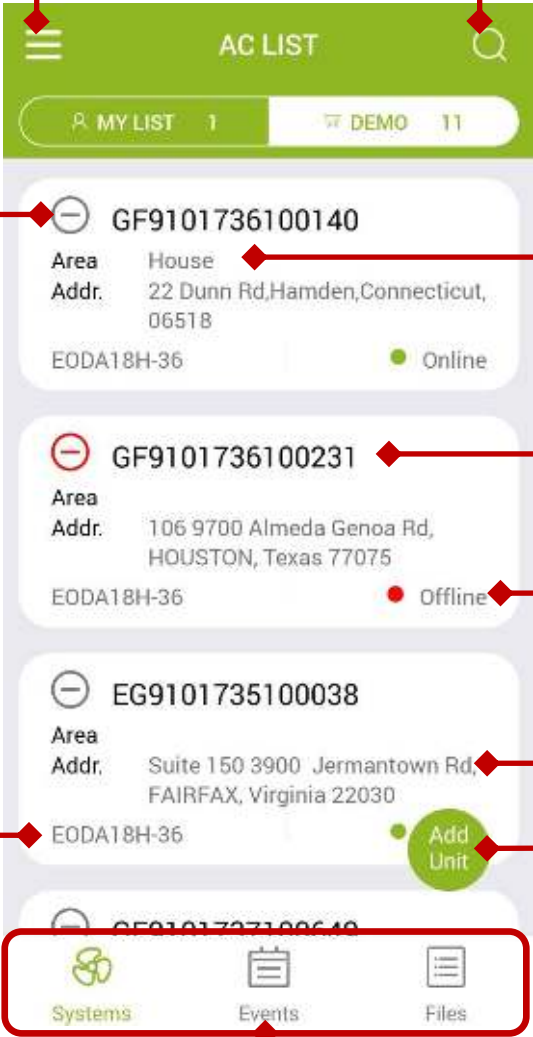 AC LIST
MY LIST 1 DEMO 11
GF9101736100140
Area House
Addr. 22 Dunn Rd,Hamden,Connecticut,
06518
EODA18H-36 Online
GF9101736100231
Area
Addr. 106 9700 Almeda Genoa Rd,
HOUSTON, Texas 77075
EODA18H-36 Offline
EG9101735100038
Area
Addr. Suite 150 3900 Jermantown Rd,
FAIRFAX, Virginia 22030
EODA18H-36
Add
Unit
Systems Events Files